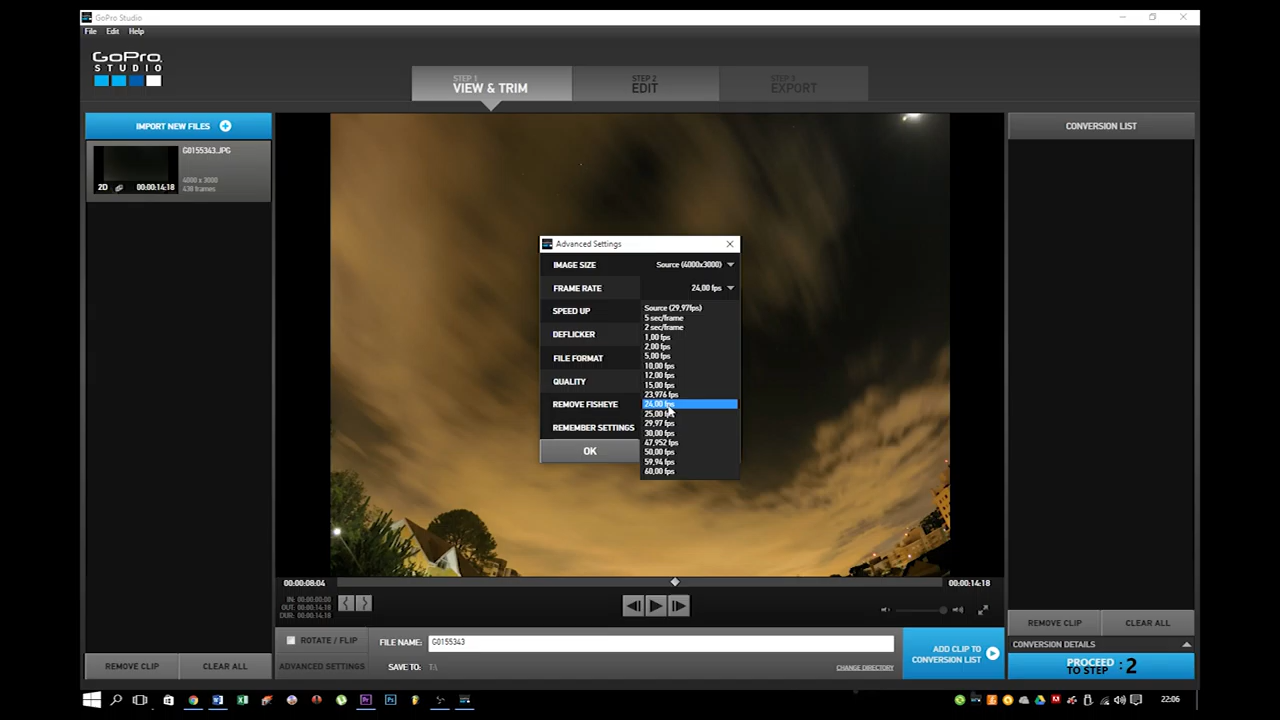 GoPro Studio
File Edit Help
GoPro
STUDIO
STEP 1
VIEW & TRIM
STEP 2
EDIT
STEP 3
EXPORT
IMPORT NEW FILES
G0155343.JPG
4000 x 3000
438 frames
2D 00:00:14:18
CONVERSION LIST
Advanced Settings
IMAGE SIZE Source (4000x3000)
FRAME RATE 24,00 fps
SPEED UP
DEFLICKER
FILE FORMAT
QUALITY
REMOVE FISHEYE
REMEMBER SETTINGS
OK
Source (29,97fps)
5 sec/frame
2 sec/frame
1,00 fps
2,00 fps
5,00 fps
10,00 fps
12,00 fps
15,00 fps
23,976 fps
24,00 fps
25,00 fps
29,97 fps
30,00 fps
47,952 fps
50,00 fps
59,94 fps
60,00 fps
00:00:08:04
00:00:14:18
IN: 00:00:00:00
OUT: 00:00:14:18
DUR: 00:00:14:18
ROTATE / FLIP
FILE NAME: G0155343
ADVANCED SETTINGS
SAVE TO:
CHANGE DIRECTORY
ADD CLIP TO
CONVERSION LIST
REMOVE CLIP CLEAR ALL
REMOVE CLIP CLEAR ALL
CONVERSION DETAILS
PROCEED
TO STEP : 2
22:06